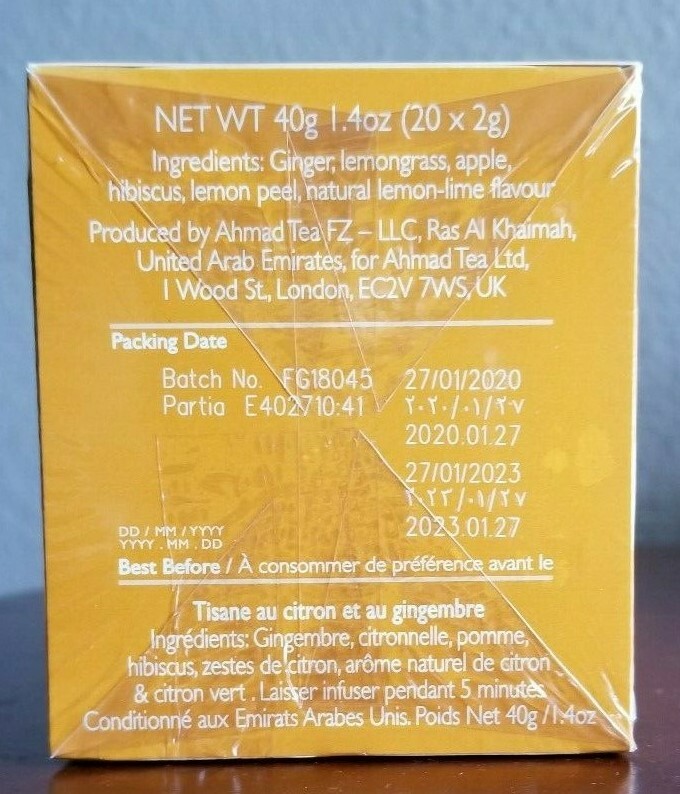 NET WT 40g 1.4oz (20 x 2g)
Ingredients: Ginger, lemongrass, apple,
hibiscus, lemon peel, natural lemon-lime flavour
Produced by Ahmad Tea FZ – LLC, Ras Al Khaimah,
United Arab Emirates, for Ahmad Tea Ltd,
1 Wood St., London, EC2V 7WS, UK
Packing Date
Batch No. FG18045 27/01/2020
Partia E402710:41 ٢٠٢٠/٠١/٢٧
2020.01.27
27/01/2023
٢٠٢٣/٠١/٢٧
DD / MM / YYYY 2023.01.27
YYYY . MM . DD
Best Before / À consommer de préférence avant le
Tisane au citron et au gingembre
Ingrédients: Gingembre, citronnelle, pomme,
hibiscus, zestes de citron, arôme naturel de citron
& citron vert . Laisser infuser pendant 5 minutes
Conditionné aux Emirats Arabes Unis. Poids Net 40g /1.4oz